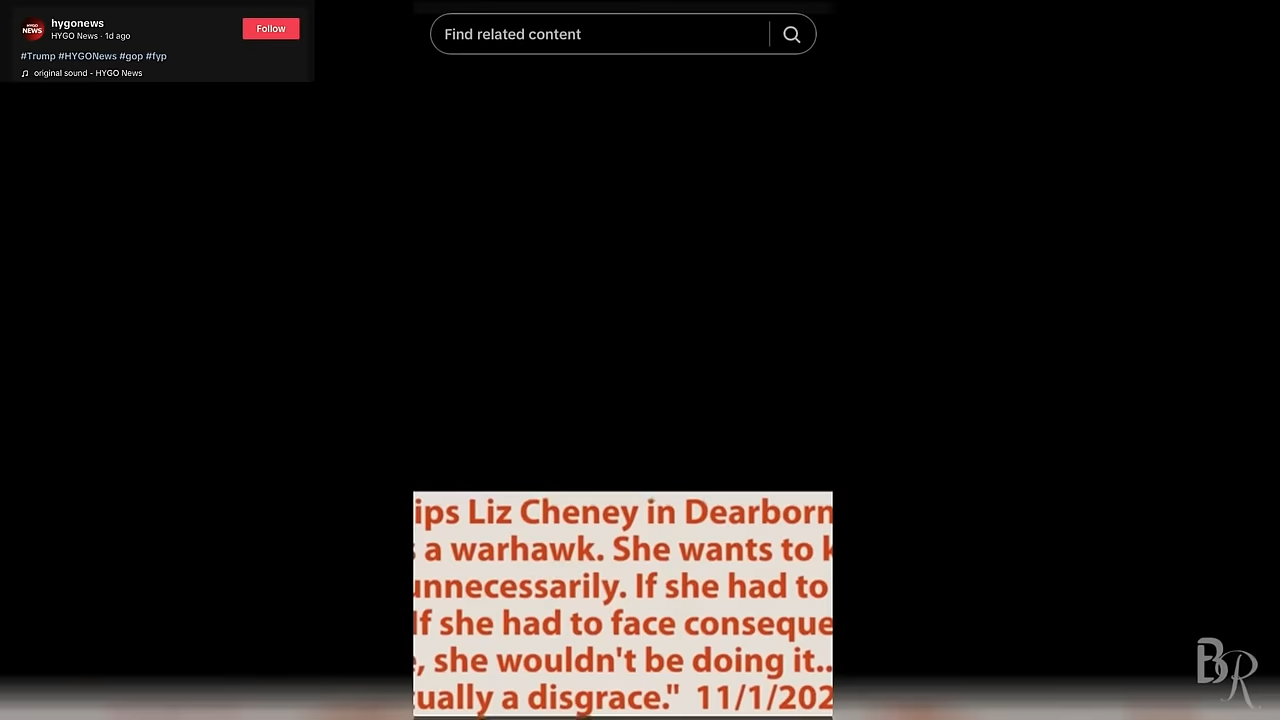 hygonews
HYGO News · 1d ago
Follow
#Trump #HYGONews #gop #fyp
original sound - HYGO News
NEWS
Find related content
ips Liz Cheney in Dearborn
a warhawk. She wants to
unnecessarily. If she had to
If she had to face conseque
, she wouldn't be doing it..
ually a disgrace." 11/1/202
BR